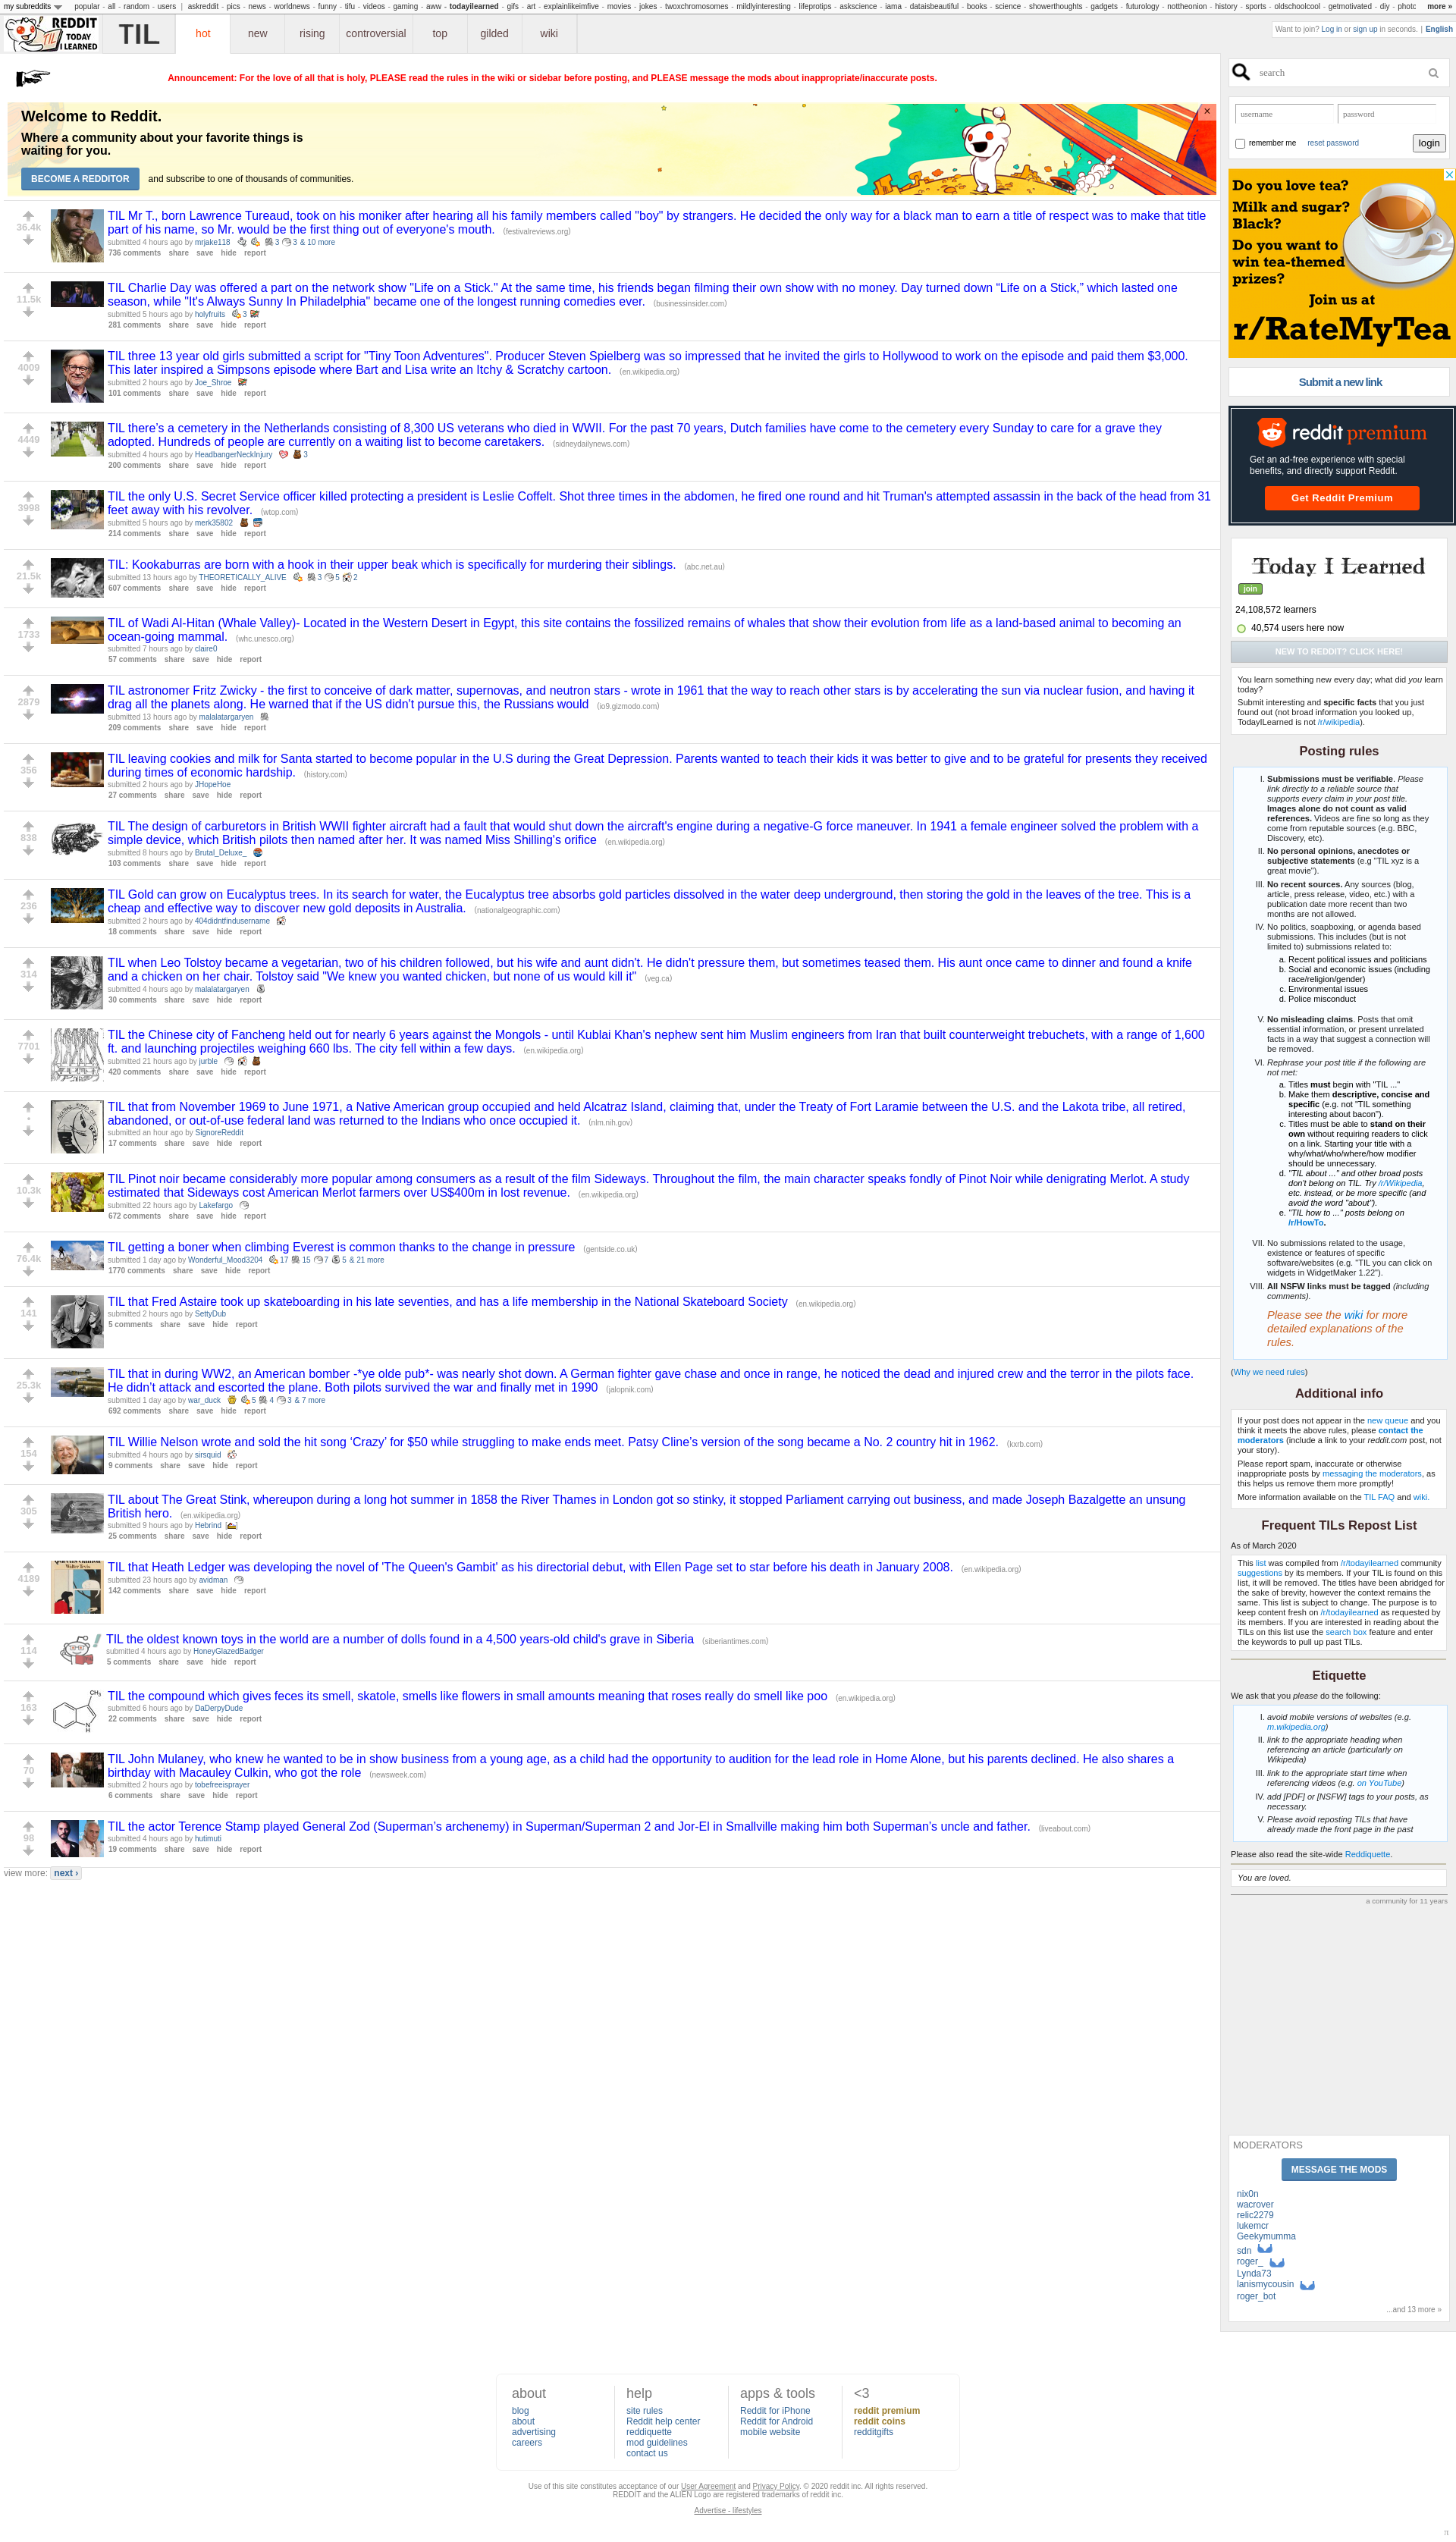 my subreddits popular - all - random - users | askreddit - pics - news - worldnews - funny - tifu - videos - gaming - aww - todayilearned - gifs - art - explainlikeimfive - movies - jokes - twoxchromosomes - mildlyinteresting - lifeprotips - askscience - iama - dataisbeautiful - books - science - showerthoughts - gadgets - futurology - nottheonion - history - sports - oldschoolcool - getmotivated - diy - photc more »
REDDIT TODAY I LEARNED
TIL hot new rising controversial top gilded wiki
Want to join? Log in or sign up in seconds. | English
Announcement: For the love of all that is holy, PLEASE read the rules in the wiki or sidebar before posting, and PLEASE message the mods about inappropriate/inaccurate posts.
Welcome to Reddit.
Where a community about your favorite things is
waiting for you.
BECOME A REDDITOR and subscribe to one of thousands of communities.
×
36.4k
TIL Mr T., born Lawrence Tureaud, took on his moniker after hearing all his family members called "boy" by strangers. He decided the only way for a black man to earn a title of respect was to make that title
part of his name, so Mr. would be the first thing out of everyone's mouth. (festivalreviews.org)
submitted 4 hours ago by mrjake118 3 3 & 10 more
736 comments share save hide report
11.5k
TIL Charlie Day was offered a part on the network show "Life on a Stick." At the same time, his friends began filming their own show with no money. Day turned down “Life on a Stick,” which lasted one
season, while "It's Always Sunny In Philadelphia" became one of the longest running comedies ever. (businessinsider.com)
submitted 5 hours ago by holyfruits 3
281 comments share save hide report
4009
TIL three 13 year old girls submitted a script for "Tiny Toon Adventures". Producer Steven Spielberg was so impressed that he invited the girls to Hollywood to work on the episode and paid them $3,000.
This later inspired a Simpsons episode where Bart and Lisa write an Itchy & Scratchy cartoon. (en.wikipedia.org)
submitted 2 hours ago by Joe_Shroe
101 comments share save hide report
4449
TIL there’s a cemetery in the Netherlands consisting of 8,300 US veterans who died in WWII. For the past 70 years, Dutch families have come to the cemetery every Sunday to care for a grave they
adopted. Hundreds of people are currently on a waiting list to become caretakers. (sidneydailynews.com)
submitted 4 hours ago by HeadbangerNeckInjury 3
200 comments share save hide report
3998
TIL the only U.S. Secret Service officer killed protecting a president is Leslie Coffelt. Shot three times in the abdomen, he fired one round and hit Truman's attempted assassin in the back of the head from 31
feet away with his revolver. (wtop.com)
submitted 5 hours ago by merk35802
214 comments share save hide report
21.5k
TIL: Kookaburras are born with a hook in their upper beak which is specifically for murdering their siblings. (abc.net.au)
submitted 13 hours ago by THEORETICALLY_ALIVE 3 5 2
607 comments share save hide report
1733
TIL of Wadi Al-Hitan (Whale Valley)- Located in the Western Desert in Egypt, this site contains the fossilized remains of whales that show their evolution from life as a land-based animal to becoming an
ocean-going mammal. (whc.unesco.org)
submitted 7 hours ago by claire0
57 comments share save hide report
2879
TIL astronomer Fritz Zwicky - the first to conceive of dark matter, supernovas, and neutron stars - wrote in 1961 that the way to reach other stars is by accelerating the sun via nuclear fusion, and having it
drag all the planets along. He warned that if the US didn't pursue this, the Russians would (io9.gizmodo.com)
submitted 13 hours ago by malalatargaryen
209 comments share save hide report
356
TIL leaving cookies and milk for Santa started to become popular in the U.S during the Great Depression. Parents wanted to teach their kids it was better to give and to be grateful for presents they received
during times of economic hardship. (history.com)
submitted 2 hours ago by JHopeHoe
27 comments share save hide report
838
TIL The design of carburetors in British WWII fighter aircraft had a fault that would shut down the aircraft's engine during a negative-G force maneuver. In 1941 a female engineer solved the problem with a
simple device, which British pilots then named after her. It was named Miss Shilling's orifice (en.wikipedia.org)
submitted 8 hours ago by Brutal_Deluxe_
103 comments share save hide report
236
TIL Gold can grow on Eucalyptus trees. In its search for water, the Eucalyptus tree absorbs gold particles dissolved in the water deep underground, then storing the gold in the leaves of the tree. This is a
cheap and effective way to discover new gold deposits in Australia. (nationalgeographic.com)
submitted 2 hours ago by 404didntfindusername
18 comments share save hide report
314
TIL when Leo Tolstoy became a vegetarian, two of his children followed, but his wife and aunt didn't. He didn't pressure them, but sometimes teased them. His aunt once came to dinner and found a knife
and a chicken on her chair. Tolstoy said "We knew you wanted chicken, but none of us would kill it" (veg.ca)
submitted 4 hours ago by malalatargaryen
30 comments share save hide report
7701
TIL the Chinese city of Fancheng held out for nearly 6 years against the Mongols - until Kublai Khan's nephew sent him Muslim engineers from Iran that built counterweight trebuchets, with a range of 1,600
ft. and launching projectiles weighing 660 lbs. The city fell within a few days. (en.wikipedia.org)
submitted 21 hours ago by jurble
420 comments share save hide report
•
TIL that from November 1969 to June 1971, a Native American group occupied and held Alcatraz Island, claiming that, under the Treaty of Fort Laramie between the U.S. and the Lakota tribe, all retired,
abandoned, or out-of-use federal land was returned to the Indians who once occupied it. (nlm.nih.gov)
submitted an hour ago by SignoreReddit
17 comments share save hide report
10.3k
TIL Pinot noir became considerably more popular among consumers as a result of the film Sideways. Throughout the film, the main character speaks fondly of Pinot Noir while denigrating Merlot. A study
estimated that Sideways cost American Merlot farmers over US$400m in lost revenue. (en.wikipedia.org)
submitted 22 hours ago by Lakefargo
672 comments share save hide report
76.4k
TIL getting a boner when climbing Everest is common thanks to the change in pressure (gentside.co.uk)
submitted 1 day ago by Wonderful_Mood3204 17 15 7 5 & 21 more
1770 comments share save hide report
141
TIL that Fred Astaire took up skateboarding in his late seventies, and has a life membership in the National Skateboard Society (en.wikipedia.org)
submitted 2 hours ago by SettyDub
5 comments share save hide report
25.3k
TIL that in during WW2, an American bomber -*ye olde pub*- was nearly shot down. A German fighter gave chase and once in range, he noticed the dead and injured crew and the terror in the pilots face.
He didn't attack and escorted the plane. Both pilots survived the war and finally met in 1990 (jalopnik.com)
submitted 1 day ago by war_duck 5 4 3 & 7 more
692 comments share save hide report
154
TIL Willie Nelson wrote and sold the hit song ‘Crazy’ for $50 while struggling to make ends meet. Patsy Cline’s version of the song became a No. 2 country hit in 1962. (kxrb.com)
submitted 4 hours ago by sirsquid
9 comments share save hide report
305
TIL about The Great Stink, whereupon during a long hot summer in 1858 the River Thames in London got so stinky, it stopped Parliament carrying out business, and made Joseph Bazalgette an unsung
British hero. (en.wikipedia.org)
submitted 9 hours ago by Hebrind
25 comments share save hide report
4189
TIL that Heath Ledger was developing the novel of 'The Queen's Gambit' as his directorial debut, with Ellen Page set to star before his death in January 2008. (en.wikipedia.org)
submitted 23 hours ago by avidman
142 comments share save hide report
114
TIL the oldest known toys in the world are a number of dolls found in a 4,500 years-old child's grave in Siberia (siberiantimes.com)
submitted 4 hours ago by HoneyGlazedBadger
5 comments share save hide report
163
CH₃
N
H
TIL the compound which gives feces its smell, skatole, smells like flowers in small amounts meaning that roses really do smell like poo (en.wikipedia.org)
submitted 6 hours ago by DaDerpyDude
22 comments share save hide report
70
TIL John Mulaney, who knew he wanted to be in show business from a young age, as a child had the opportunity to audition for the lead role in Home Alone, but his parents declined. He also shares a
birthday with Macauley Culkin, who got the role (newsweek.com)
submitted 2 hours ago by tobefreeisprayer
6 comments share save hide report
98
TIL the actor Terence Stamp played General Zod (Superman’s archenemy) in Superman/Superman 2 and Jor-El in Smallville making him both Superman’s uncle and father. (liveabout.com)
submitted 4 hours ago by hutimuti
19 comments share save hide report
view more: next ›
search
username password
remember me reset password login
Do you love tea?
Milk and sugar?
Black?
Do you want to
win tea-themed
prizes?
Join us at
r/RateMyTea
Submit a new link
reddit premium
Get an ad-free experience with special
benefits, and directly support Reddit.
Get Reddit Premium
Today I Learned
join
24,108,572 learners
40,574 users here now
NEW TO REDDIT? CLICK HERE!
You learn something new every day; what did you learn
today?
Submit interesting and specific facts that you just
found out (not broad information you looked up,
TodayILearned is not /r/wikipedia).
Posting rules
I. Submissions must be verifiable. Please
link directly to a reliable source that
supports every claim in your post title.
Images alone do not count as valid
references. Videos are fine so long as they
come from reputable sources (e.g. BBC,
Discovery, etc).
II. No personal opinions, anecdotes or
subjective statements (e.g "TIL xyz is a
great movie").
III. No recent sources. Any sources (blog,
article, press release, video, etc.) with a
publication date more recent than two
months are not allowed.
IV. No politics, soapboxing, or agenda based
submissions. This includes (but is not
limited to) submissions related to:
a. Recent political issues and politicians
b. Social and economic issues (including
race/religion/gender)
c. Environmental issues
d. Police misconduct
V. No misleading claims. Posts that omit
essential information, or present unrelated
facts in a way that suggest a connection will
be removed.
VI. Rephrase your post title if the following are
not met:
a. Titles must begin with "TIL ..."
b. Make them descriptive, concise and
specific (e.g. not "TIL something
interesting about bacon").
c. Titles must be able to stand on their
own without requiring readers to click
on a link. Starting your title with a
why/what/who/where/how modifier
should be unnecessary.
d. "TIL about ..." and other broad posts
don't belong on TIL. Try /r/Wikipedia,
etc. instead, or be more specific (and
avoid the word "about").
e. "TIL how to ..." posts belong on
/r/HowTo.
VII. No submissions related to the usage,
existence or features of specific
software/websites (e.g. "TIL you can click on
widgets in WidgetMaker 1.22").
VIII. All NSFW links must be tagged (including
comments).
Please see the wiki for more
detailed explanations of the
rules.
(Why we need rules)
Additional info
If your post does not appear in the new queue and you
think it meets the above rules, please contact the
moderators (include a link to your reddit.com post, not
your story).
Please report spam, inaccurate or otherwise
inappropriate posts by messaging the moderators, as
this helps us remove them more promptly!
More information available on the TIL FAQ and wiki.
Frequent TILs Repost List
As of March 2020
This list was compiled from /r/todayilearned community
suggestions by its members. If your TIL is found on this
list, it will be removed. The titles have been abridged for
the sake of brevity, however the context remains the
same. This list is subject to change. The purpose is to
keep content fresh on /r/todayilearned as requested by
its members. If you are interested in reading about the
TILs on this list use the search box feature and enter
the keywords to pull up past TILs.
Etiquette
We ask that you please do the following:
I. avoid mobile versions of websites (e.g.
m.wikipedia.org)
II. link to the appropriate heading when
referencing an article (particularly on
Wikipedia)
III. link to the appropriate start time when
referencing videos (e.g. on YouTube)
IV. add [PDF] or [NSFW] tags to your posts, as
necessary.
V. Please avoid reposting TILs that have
already made the front page in the past
Please also read the site-wide Reddiquette.
You are loved.
a community for 11 years
MODERATORS
MESSAGE THE MODS
nix0n
wacrover
relic2279
lukemcr
Geekymumma
sdn
roger_
Lynda73
lanismycousin
roger_bot
...and 13 more »
about
blog
about
advertising
careers
help
site rules
Reddit help center
reddiquette
mod guidelines
contact us
apps & tools
Reddit for iPhone
Reddit for Android
mobile website
<3
reddit premium
reddit coins
redditgifts
Use of this site constitutes acceptance of our User Agreement and Privacy Policy. © 2020 reddit inc. All rights reserved.
REDDIT and the ALIEN Logo are registered trademarks of reddit inc.
Advertise - lifestyles